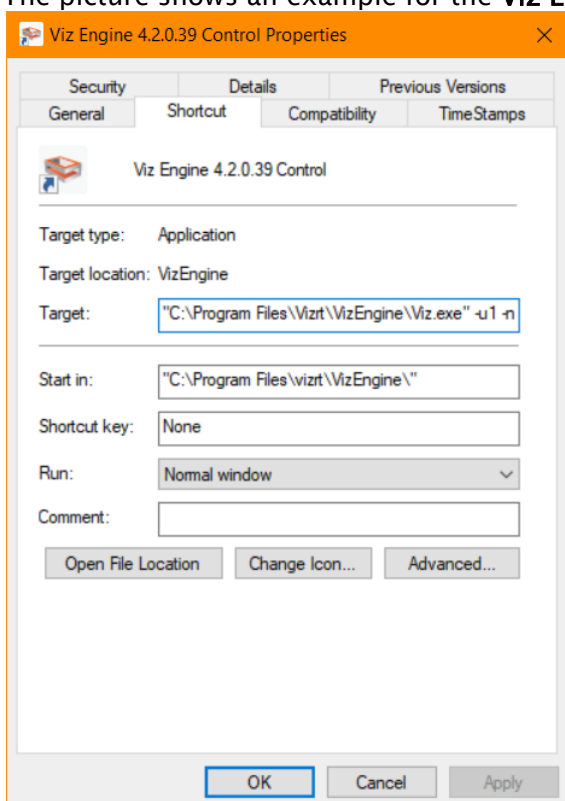 The picture shows an example for the Viz E
Viz Engine 4.2.0.39 Control Properties
Security Details Previous Versions
General Shortcut Compatibility TimeStamps
Viz Engine 4.2.0.39 Control
Target type: Application
Target location: VizEngine
Target: "C:\Program Files\Vizrt\VizEngine\Viz.exe" -u1 -n
Start in: "C:\Program Files\vizrt\VizEngine\"
Shortcut key: None
Run: Normal window
Comment:
Open File Location Change Icon... Advanced...
OK Cancel Apply